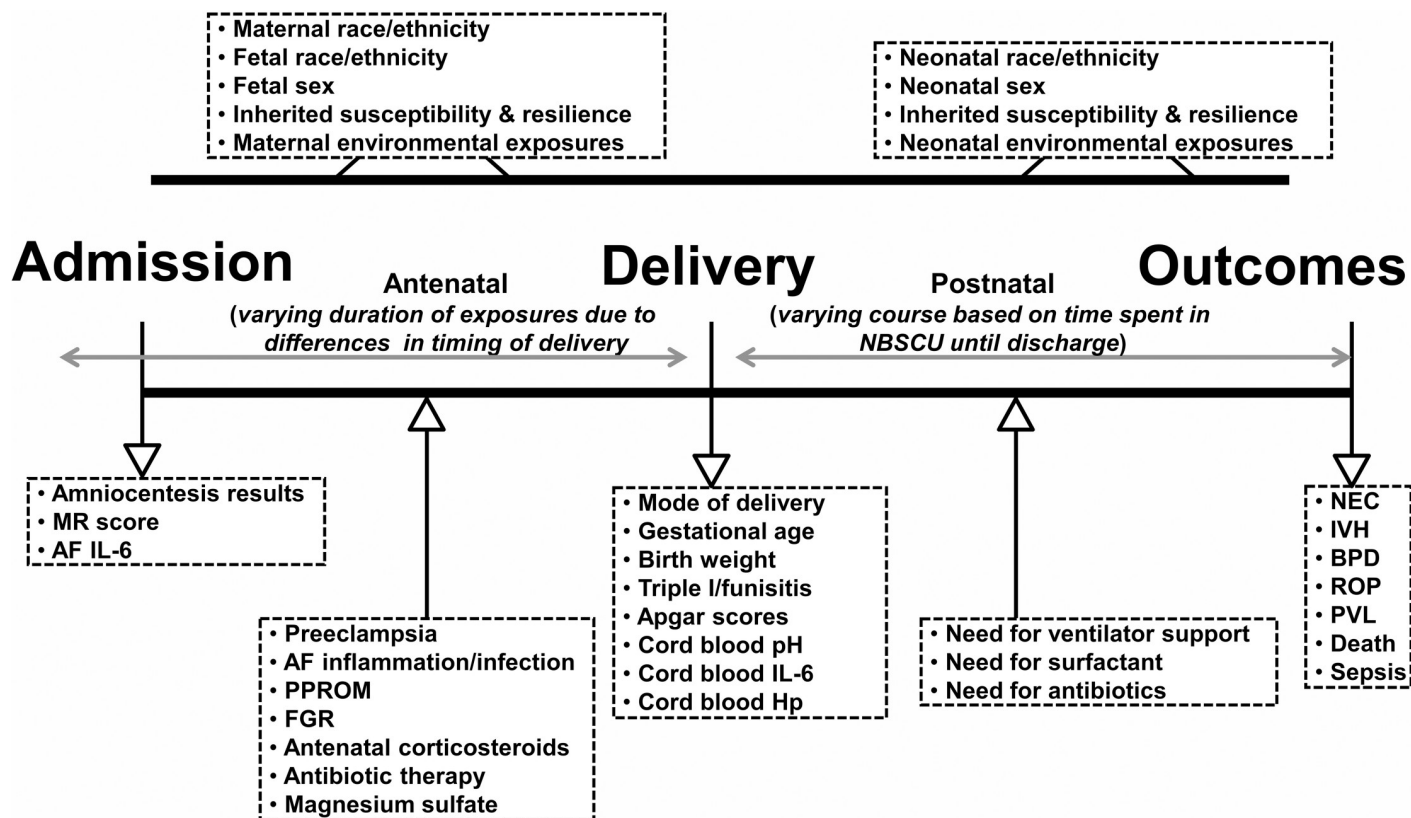 • Maternal race/ethnicity
• Fetal race/ethnicity
• Fetal sex
• Inherited susceptibility & resilience
• Maternal environmental exposures
• Neonatal race/ethnicity
• Neonatal sex
• Inherited susceptibility & resilience
• Neonatal environmental exposures
Admission
Antenatal
(varying duration of exposures due to
differences in timing of delivery
Delivery
Postnatal
(varying course based on time spent in
NBSCU until discharge)
Outcomes
• Amniocentesis results
• MR score
• AF IL-6
• Preeclampsia
• AF inflammation/infection
• PPROM
• FGR
• Antenatal corticosteroids
• Antibiotic therapy
• Magnesium sulfate
• Mode of delivery
• Gestational age
• Birth weight
• Triple I/funisitis
• Apgar scores
• Cord blood pH
• Cord blood IL-6
• Cord blood Hp
• Need for ventilator support
• Need for surfactant
• Need for antibiotics
• NEC
• IVH
• BPD
• ROP
• PVL
• Death
• Sepsis